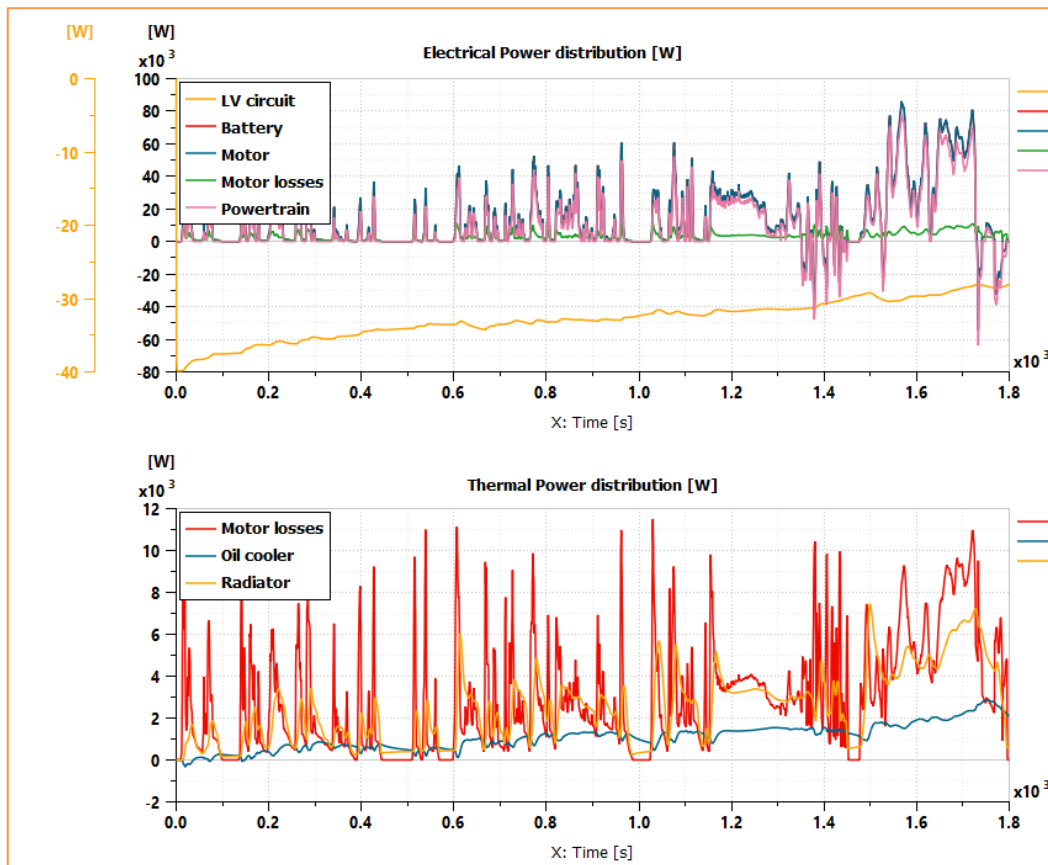 [W] [W]
×10 3
Electrical Power distribution [W]
0 100
80
-10 60
40
-20 20
0
-20
-30 -40
-60
-40 -80
LV circuit
Battery
Motor
Motor losses
Powertrain
×10 3
0.0 0.2 0.4 0.6 0.8 1.0 1.2 1.4 1.6 1.8
X: Time [s]
[W]
×10 3
Thermal Power distribution [W]
12
10
8
6
4
2
0
-2
Motor losses
Oil cooler
Radiator
×10 3
0.0 0.2 0.4 0.6 0.8 1.0 1.2 1.4 1.6 1.8
X: Time [s]